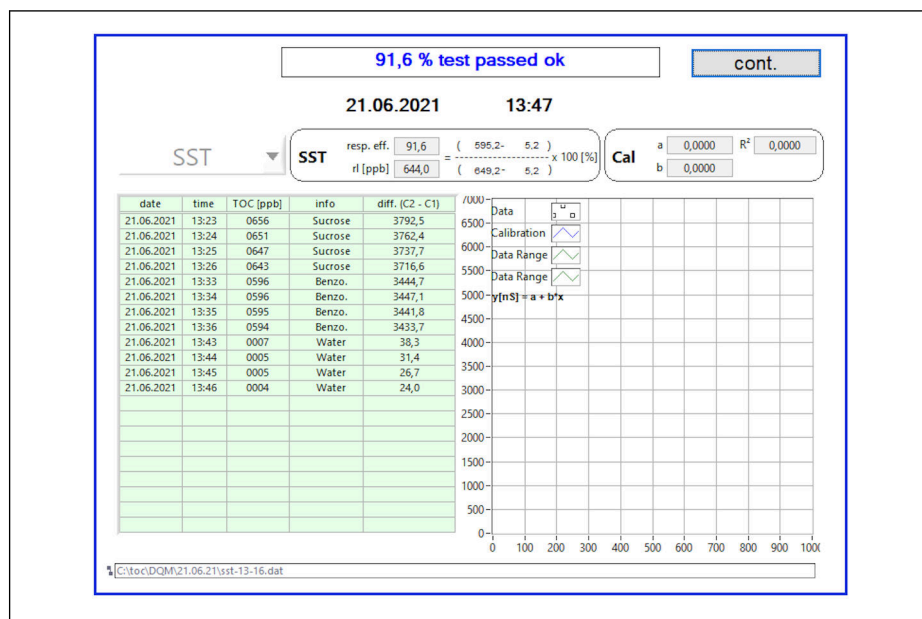 91,6 % test passed ok
cont.
21.06.2021 13:47
SST
SST
resp. eff. 91,6 = ( 595,2- 5,2 )
--------------------- x 100 [%]
rl [ppb] 644,0 ( 649,2- 5,2 )
Cal
a 0,0000 R² 0,0000
b 0,0000
date time TOC [ppb] info diff. (C2 - C1)
21.06.2021 13:23 0656 Sucrose 3792,5
21.06.2021 13:24 0651 Sucrose 3762,4
21.06.2021 13:25 0647 Sucrose 3737,7
21.06.2021 13:26 0643 Sucrose 3716,6
21.06.2021 13:33 0596 Benzo. 3444,7
21.06.2021 13:34 0596 Benzo. 3447,1
21.06.2021 13:35 0595 Benzo. 3441,8
21.06.2021 13:36 0594 Benzo. 3433,7
21.06.2021 13:43 0007 Water 38,3
21.06.2021 13:44 0005 Water 31,4
21.06.2021 13:45 0005 Water 26,7
21.06.2021 13:46 0004 Water 24,0
Data
Calibration
Data Range
Data Range
y[nS] = a + b*x
7000
6500
6000
5500
5000
4500
4000
3500
3000
2500
2000
1500
1000
500
0
0 100 200 300 400 500 600 700 800 900 1000
C:\toc\DQM\21.06.21\sst-13-16.dat